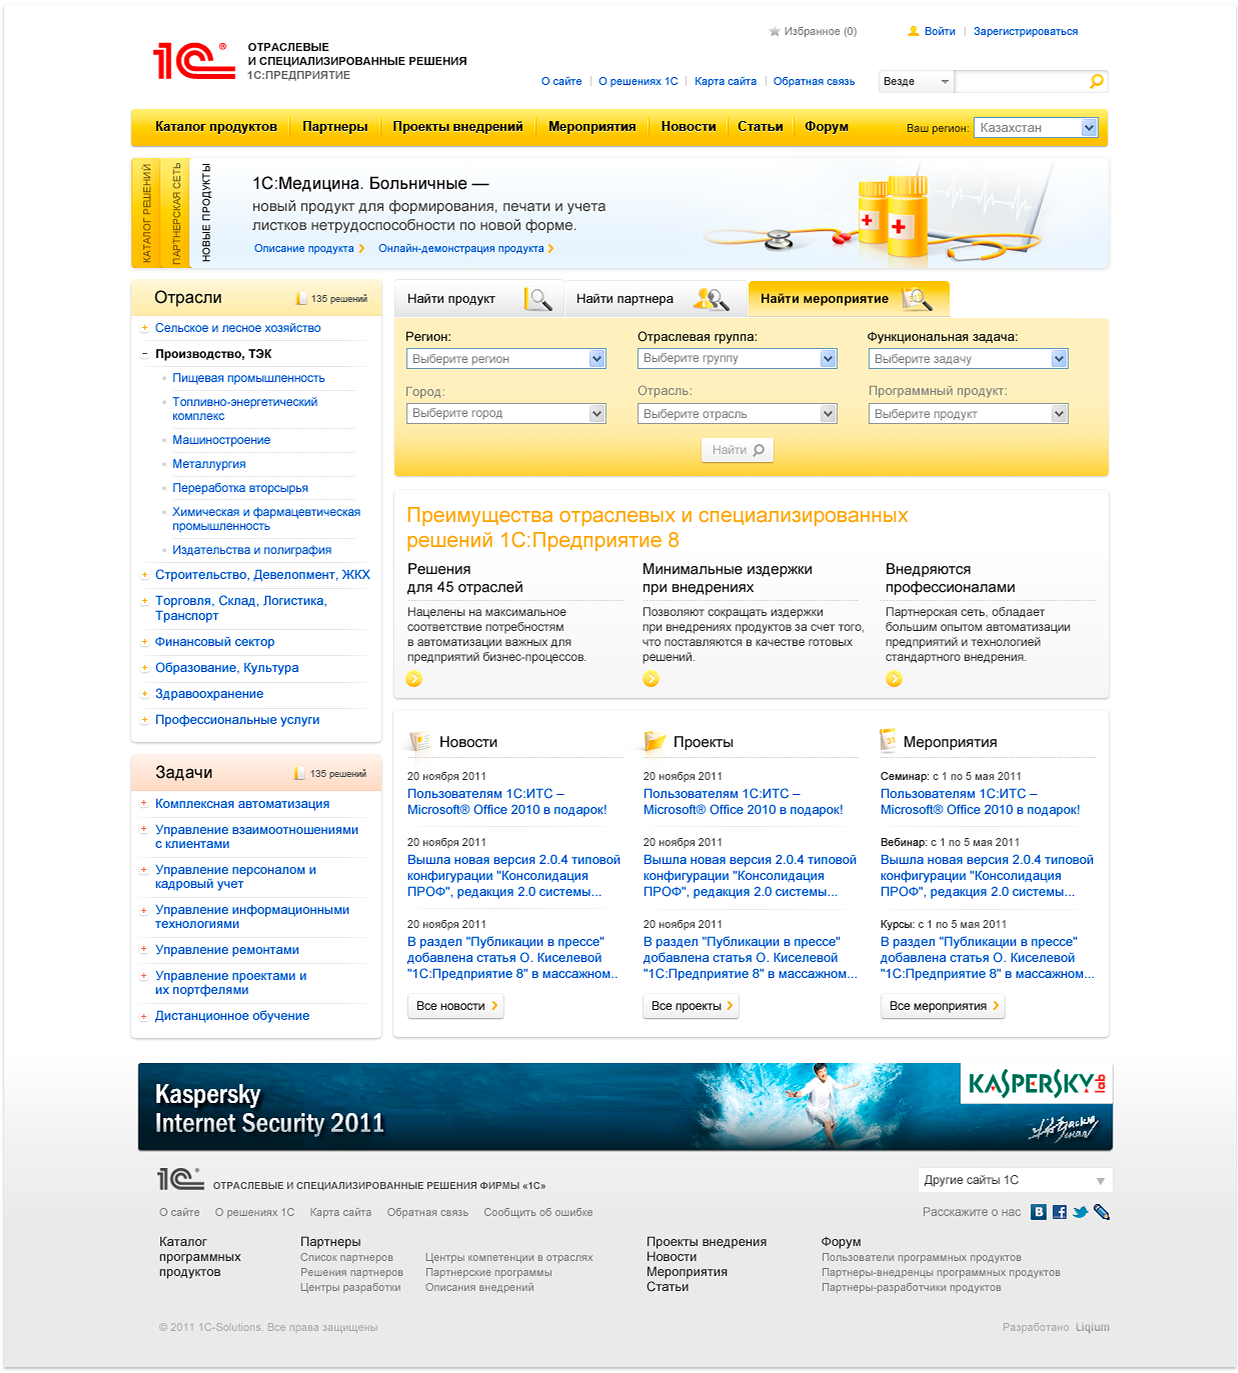 Избранное (0)
Войти | Зарегистрироваться
1С®
ОТРАСЛЕВЫЕ
И СПЕЦИАЛИЗИРОВАННЫЕ РЕШЕНИЯ
1С:ПРЕДПРИЯТИЕ
О сайте | О решениях 1С | Карта сайта | Обратная связь
Везде
Каталог продуктов
Партнеры
Проекты внедрений
Мероприятия
Новости
Статьи
Форум
Ваш регион: Казахстан
КАТАЛОГ РЕШЕНИЙ
ПАРТНЕРСКАЯ СЕТЬ
НОВЫЕ ПРОДУКТЫ
1С:Медицина. Больничные —
новый продукт для формирования, печати и учета
листков нетрудоспособности по новой форме.
Описание продукта
Онлайн-демонстрация продукта
Отрасли
135 решений
Сельское и лесное хозяйство
Производство, ТЭК
Пищевая промышленность
Топливно-энергетический
комплекс
Машиностроение
Металлургия
Переработка вторсырья
Химическая и фармацевтическая
промышленность
Издательства и полиграфия
Строительство, Девелопмент, ЖКХ
Торговля, Склад, Логистика,
Транспорт
Финансовый сектор
Образование, Культура
Здравоохранение
Профессиональные услуги
Задачи
135 решений
Комплексная автоматизация
Управление взаимоотношениями
с клиентами
Управление персоналом и
кадровый учет
Управление информационными
технологиями
Управление ремонтами
Управление проектами и
их портфелями
Дистанционное обучение
Найти продукт
Найти партнера
Найти мероприятие
Регион:
Отраслевая группа:
Функциональная задача:
Выберите регион
Выберите группу
Выберите задачу
Город:
Отрасль:
Программный продукт:
Выберите город
Выберите отрасль
Выберите продукт
Найти
Преимущества отраслевых и специализированных
решений 1С:Предприятие 8
Решения
для 45 отраслей
Нацелены на максимальное
соответствие потребностям
в автоматизации важных для
предприятий бизнес-процессов.
Минимальные издержки
при внедрениях
Позволяют сокращать издержки
при внедрениях продуктов за счет того,
что поставляются в качестве готовых
решений.
Внедряются
профессионалами
Партнерская сеть, обладает
большим опытом автоматизации
предприятий и технологией
стандартного внедрения.
Новости
20 ноября 2011
Пользователям 1С:ИТС –
Microsoft® Office 2010 в подарок!
20 ноября 2011
Вышла новая версия 2.0.4 типовой
конфигурации "Консолидация
ПРОФ", редакция 2.0 системы...
20 ноября 2011
В раздел "Публикации в прессе"
добавлена статья О. Киселевой
"1С:Предприятие 8" в массажном..
Все новости
Проекты
20 ноября 2011
Пользователям 1С:ИТС –
Microsoft® Office 2010 в подарок!
20 ноября 2011
Вышла новая версия 2.0.4 типовой
конфигурации "Консолидация
ПРОФ", редакция 2.0 системы...
20 ноября 2011
В раздел "Публикации в прессе"
добавлена статья О. Киселевой
"1С:Предприятие 8" в массажном...
Все проекты
31
Мероприятия
Семинар: с 1 по 5 мая 2011
Пользователям 1С:ИТС –
Microsoft® Office 2010 в подарок!
Вебинар: с 1 по 5 мая 2011
Вышла новая версия 2.0.4 типовой
конфигурации "Консолидация
ПРОФ", редакция 2.0 системы...
Курсы: с 1 по 5 мая 2011
В раздел "Публикации в прессе"
добавлена статья О. Киселевой
"1С:Предприятие 8" в массажном...
Все мероприятия
Kaspersky
Internet Security 2011
KASPERSKY lab
1С
ОТРАСЛЕВЫЕ И СПЕЦИАЛИЗИРОВАННЫЕ РЕШЕНИЯ ФИРМЫ «1С»
Другие сайты 1С
О сайте
О решениях 1С
Карта сайта
Обратная связь
Сообщить об ошибке
Расскажите о нас
Каталог
программных
продуктов
Партнеры
Список партнеров
Решения партнеров
Центры разработки
Центры компетенции в отраслях
Партнерские программы
Описания внедрений
Проекты внедрения
Новости
Мероприятия
Статьи
Форум
Пользователи программных продуктов
Партнеры-внедренцы программных продуктов
Партнеры-разработчики продуктов
© 2011 1C-Solutions. Все права защищены
Разработано Liqium